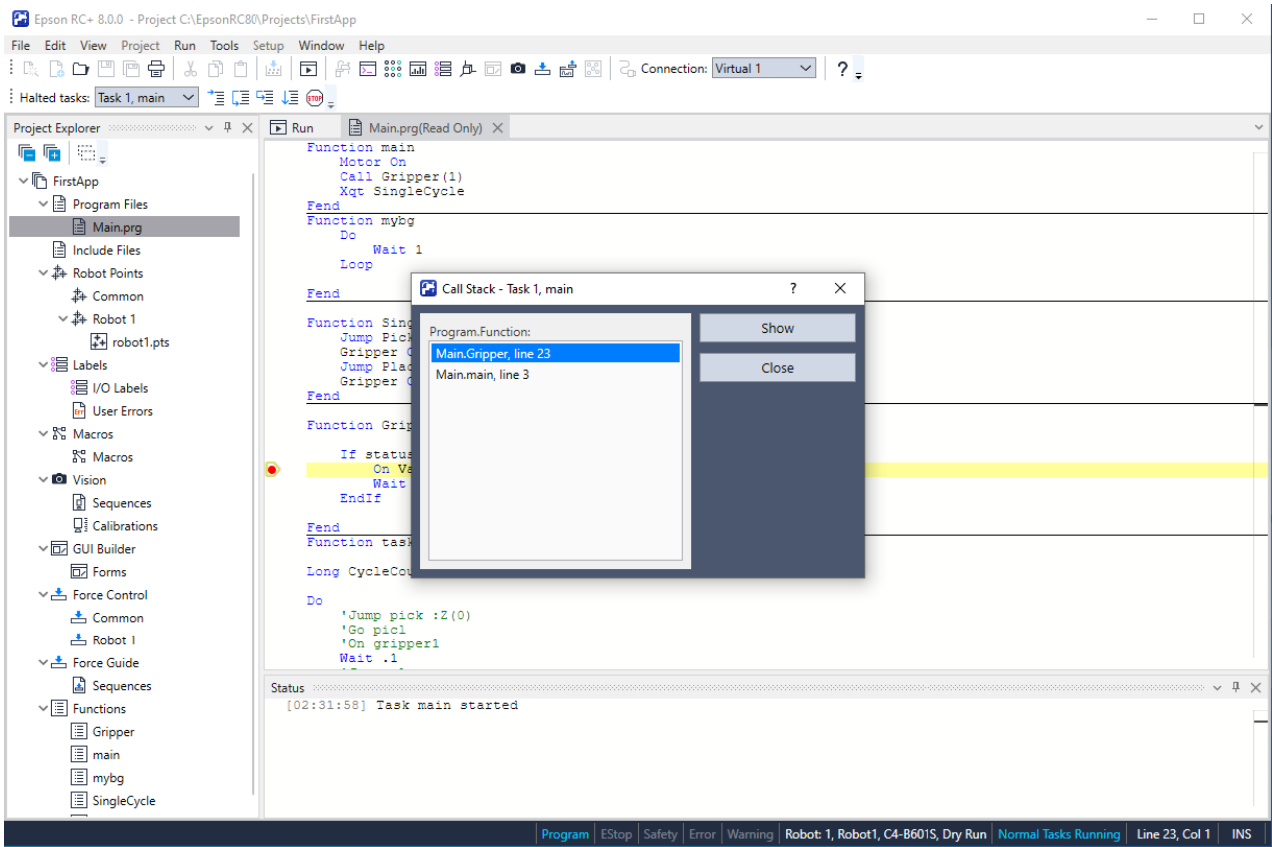 Epson RC+ 8.0.0 - Project C:\EpsonRC80\Projects\FirstApp
File Edit View Project Run Tools Setup Window Help
Connection: Virtual 1 ?
Halted tasks: Task 1, main STOP
Project Explorer
Run
Main.prg(Read Only)
FirstApp
Program Files
Main.prg
Include Files
Robot Points
Common
Robot 1
robot1.pts
Labels
I/O Labels
User Errors
Macros
Macros
Vision
Sequences
Calibrations
GUI Builder
Forms
Force Control
Common
Robot 1
Force Guide
Sequences
Functions
Gripper
main
mybg
SingleCycle
Function main
Motor On
Call Gripper(1)
Xqt SingleCycle
Fend
Function mybg
Do
Wait 1
Loop
Fend
Function Sing
Jump Pick
Gripper
Jump Plac
Gripper
Fend
Function Grip
If status
On Va
Wait
EndIf
Fend
Function task
Long CycleCou
Do
'Jump pick :Z(0)
'Go pic1
'On gripper1
Wait .1
Call Stack - Task 1, main ?
Program.Function:
Main.Gripper, line 23
Main.main, line 3
Show
Close
Status
[02:31:58] Task main started
Program EStop Safety Error Warning Robot: 1, Robot1, C4-B601S, Dry Run Normal Tasks Running Line 23, Col 1 INS